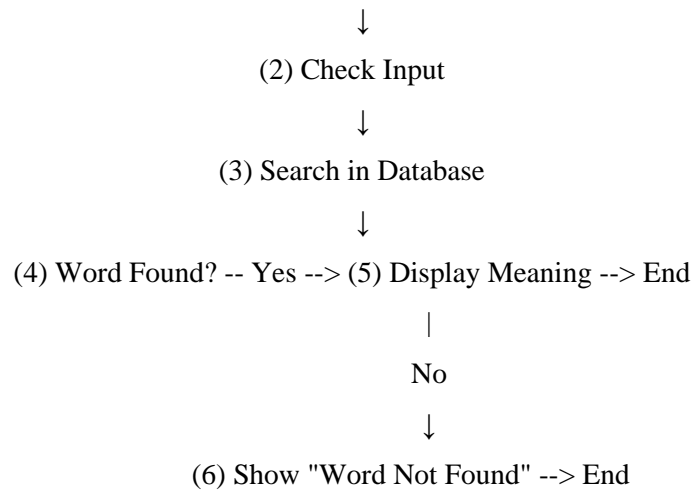 ↓
(2) Check Input
↓
(3) Search in Database
↓
(4) Word Found? -- Yes --> (5) Display Meaning --> End
|
No
↓
(6) Show "Word Not Found" --> End